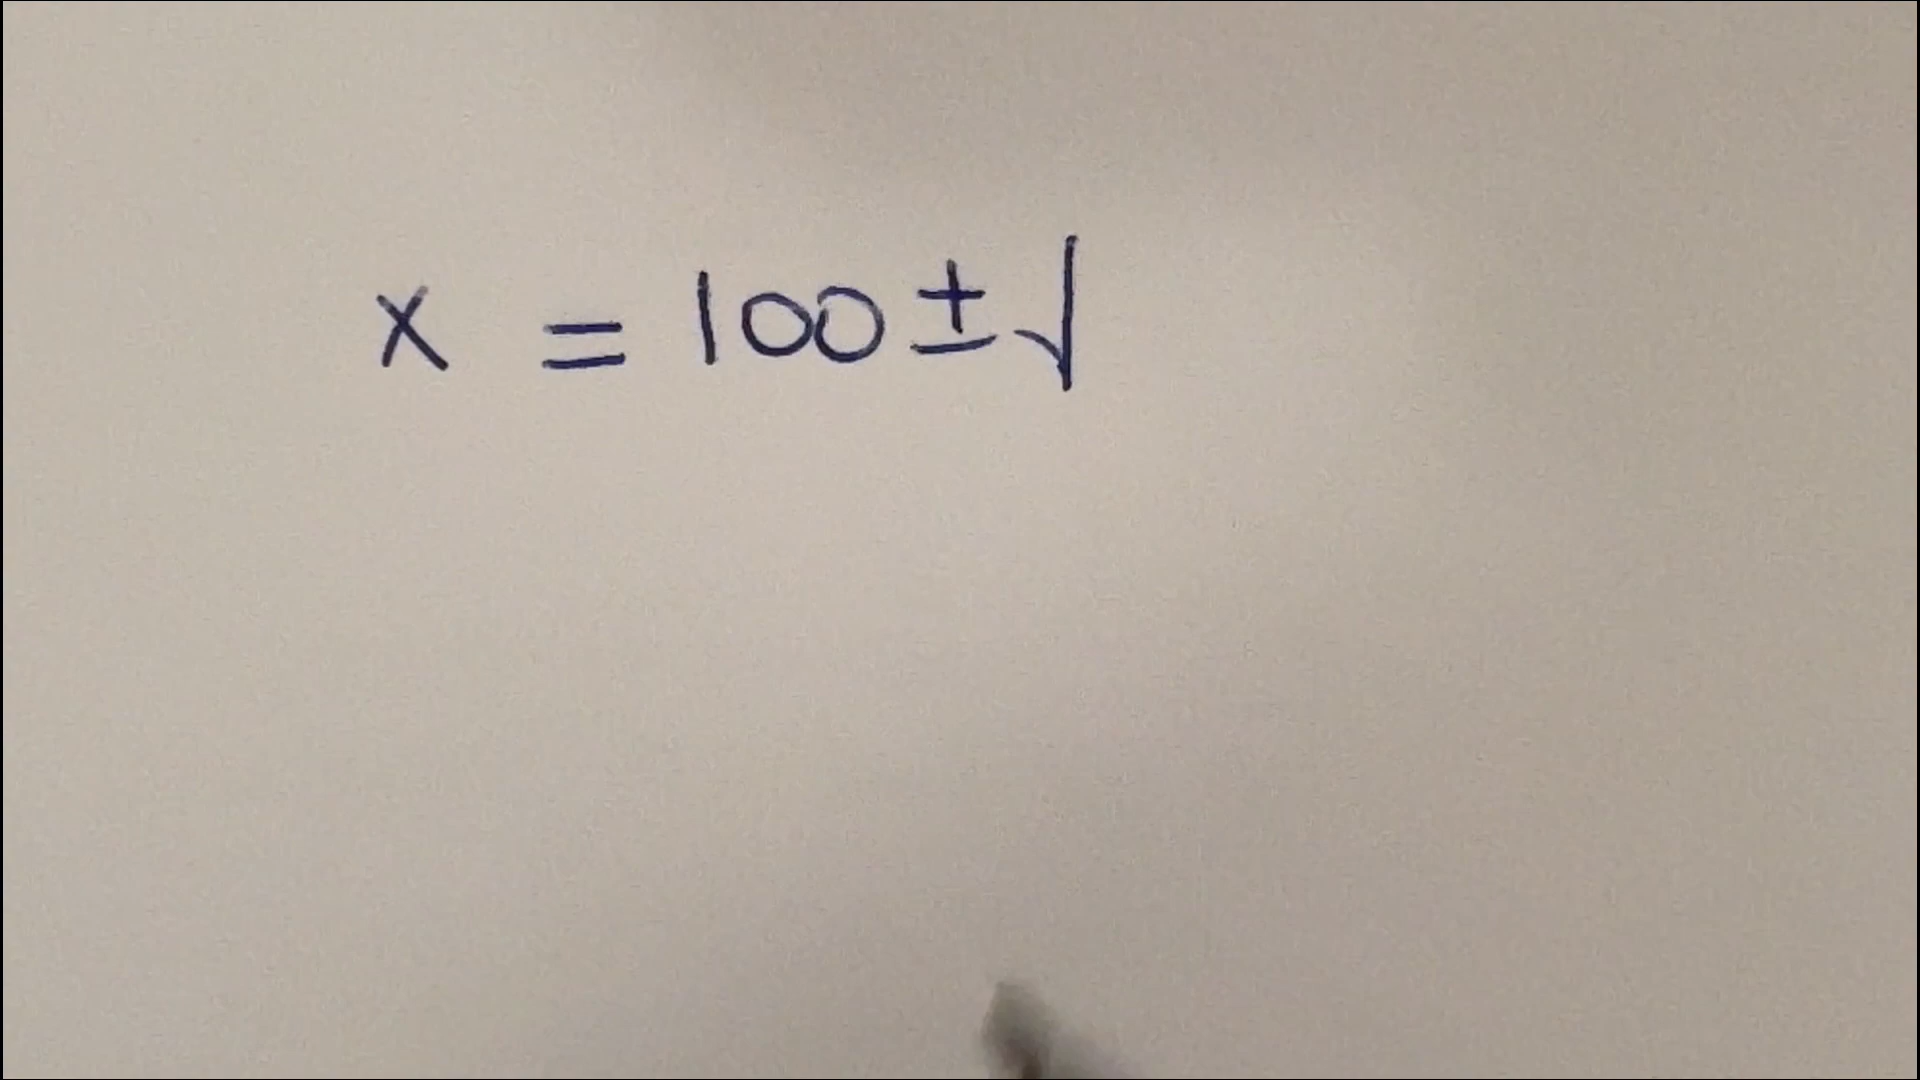 x = 100 ± √